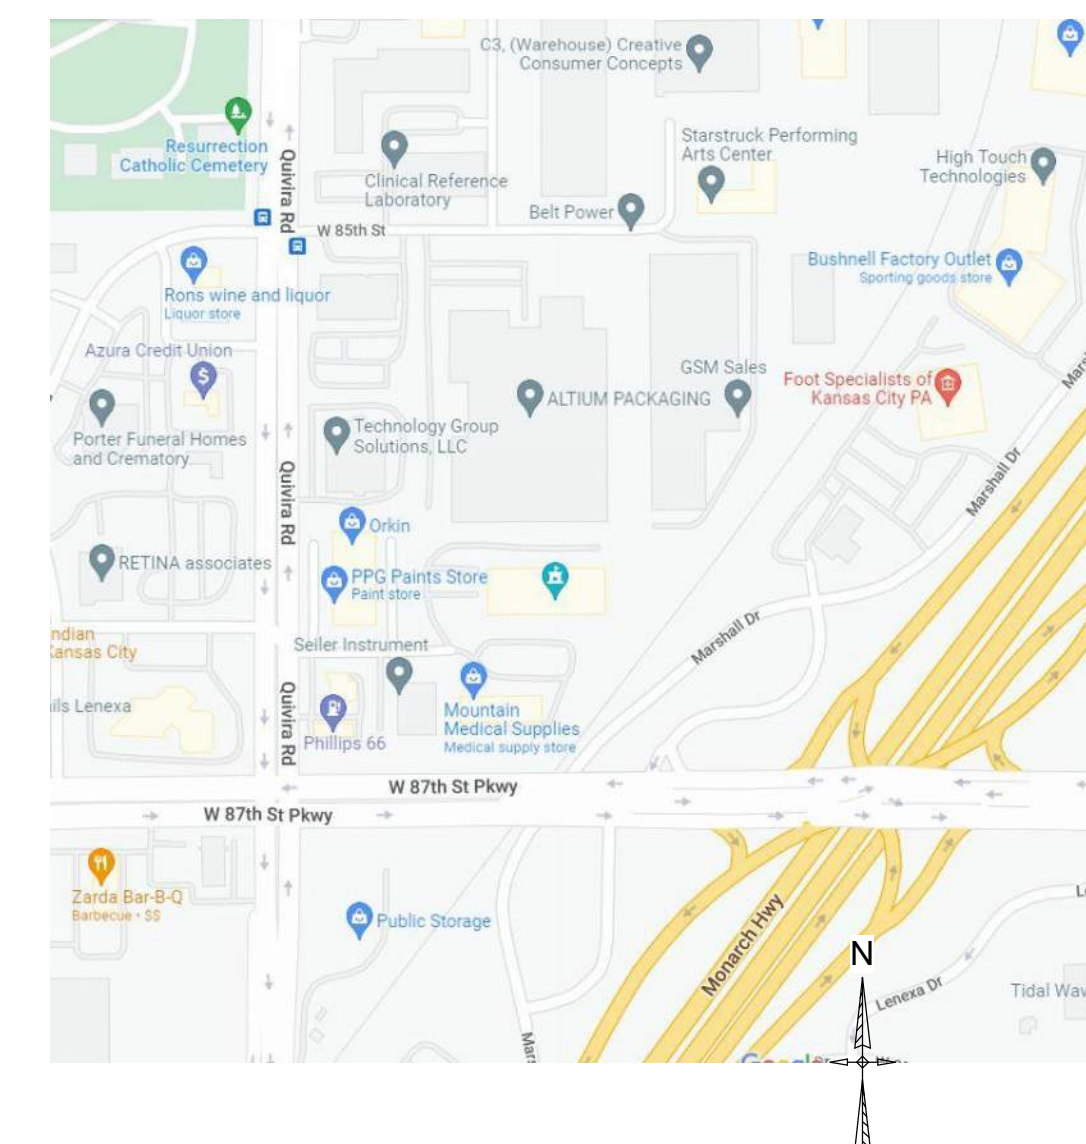 C3, (Warehouse) Creative
Consumer Concepts
Resurrection
Catholic Cemetery
Quivira Rd
Clinical Reference
Laboratory
Starstruck Performing
Arts Center
High Touch
Technologies
Belt Power
W 85th St
Rons wine and liquor
Liquor store
Bushnell Factory Outlet
Sporting goods store
Azura Credit Union
$
GSM Sales
ALTIUM PACKAGING
Foot Specialists of
Kansas City PA
Porter Funeral Homes
and Crematory
Technology Group
Solutions, LLC
Quivira Rd
Marshall Dr
Orkin
RETINA associates
PPG Paints Store
Paint store
Marshall Dr
Kansas City
Seiler Instrument
Quivira Rd
Lenexa
Mountain
Medical Supplies
Medical supply store
Phillips 66
W 87th St Pkwy
W 87th St Pkwy
Zarda Bar-B-Q
Barbecue · $$
Public Storage
Monarch Hwy
N
Lenexa Dr
Tidal
Google